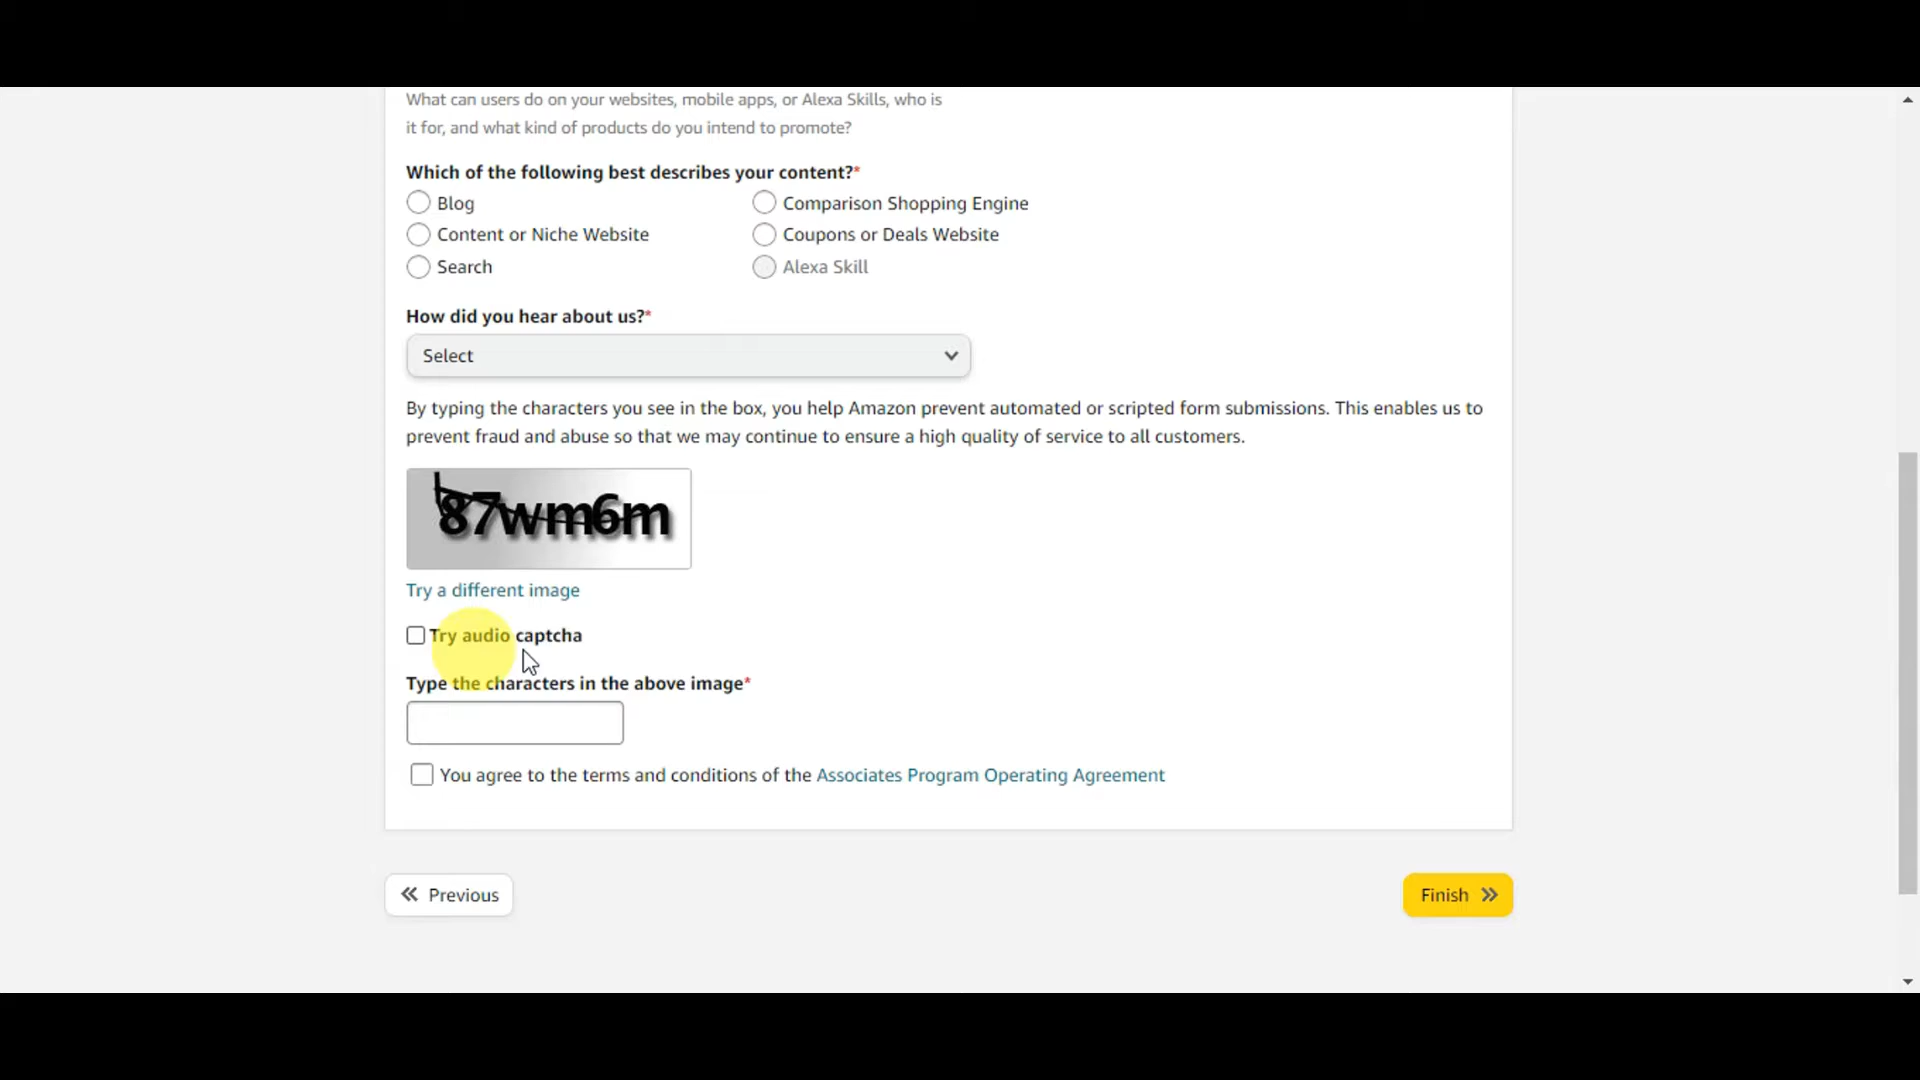 What can users do on your websites, mobile apps, or Alexa Skills, who is
it for, and what kind of products do you intend to promote?
Which of the following best describes your content?*
Blog
Comparison Shopping Engine
Content or Niche Website
Coupons or Deals Website
Search
Alexa Skill
How did you hear about us?*
Select
By typing the characters you see in the box, you help Amazon prevent automated or scripted form submissions. This enables us to
prevent fraud and abuse so that we may continue to ensure a high quality of service to all customers.
87wm6m
Try a different image
Try audio captcha
Type the characters in the above image*
You agree to the terms and conditions of the Associates Program Operating Agreement
Previous
Finish